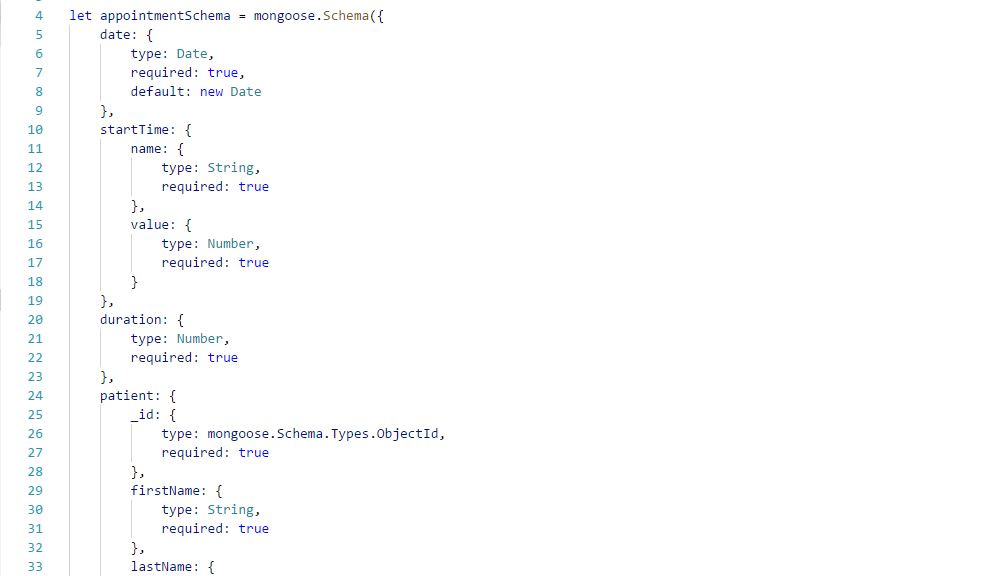 4 let appointmentSchema = mongoose.Schema({
5     date: {
6         type: Date,
7         required: true,
8         default: new Date
9     },
10     startTime: {
11         name: {
12             type: String,
13             required: true
14         },
15         value: {
16             type: Number,
17             required: true
18         }
19     },
20     duration: {
21         type: Number,
22         required: true
23     },
24     patient: {
25         _id: {
26             type: mongoose.Schema.Types.ObjectId,
27             required: true
28         },
29         firstName: {
30             type: String,
31             required: true
32         },
33         lastName: {